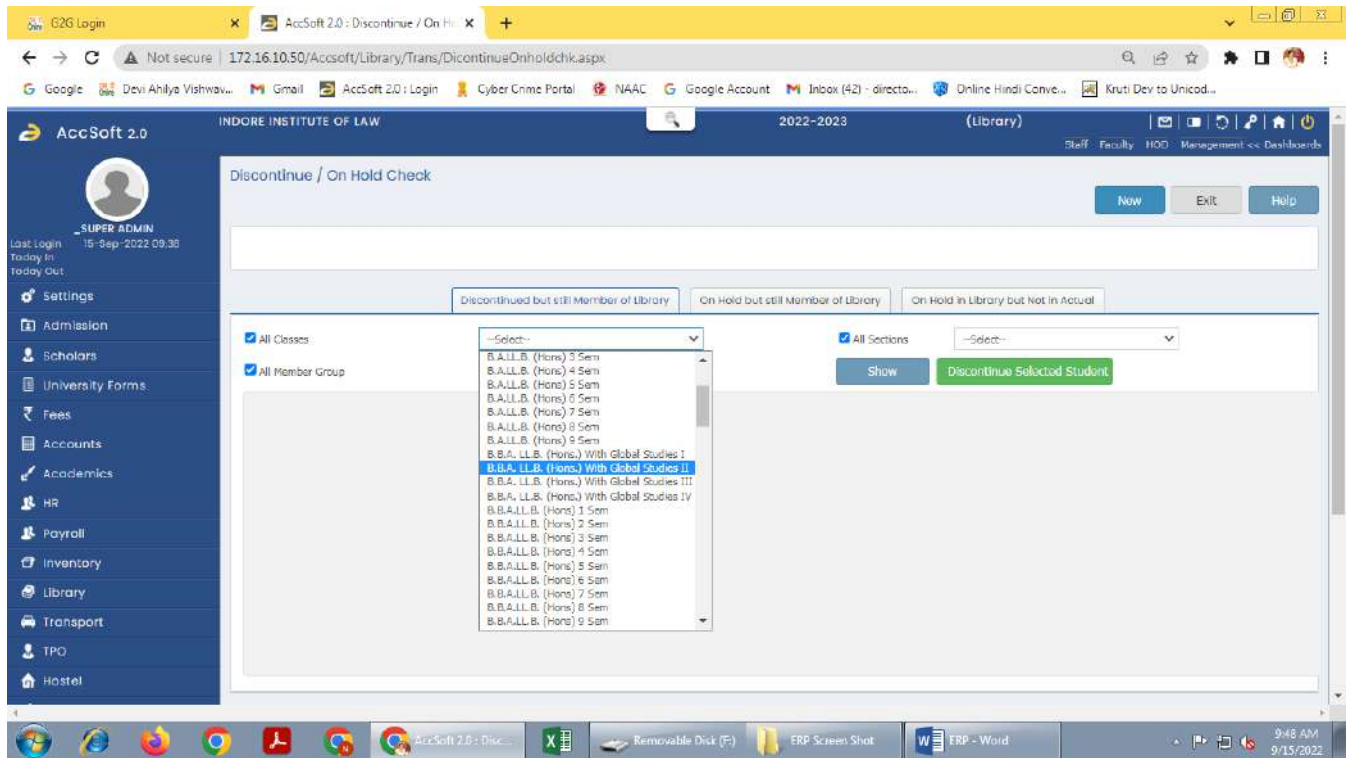 G2G Login
AccSoft 2.0 : Discontinue / On H
Not secure | 172.16.10.50/Accsoft/Library/Trans/DicontinueOnholdchk.aspx
Google Devi Ahilya Vishwav... Gmail AccSoft 2.0 : Login Cyber Crime Portal NAAC Google Account Inbox (42) - directo... Online Hindi Conve... Kruti Dev to Unicod...
AccSoft 2.0 INDORE INSTITUTE OF LAW 2022-2023 (Library)
Staff Faculty HOD Management << Dashboards
Discontinue / On Hold Check
New Exit Help
_SUPER ADMIN
Last Login 15-Sep-2022 09:38
Today In
Today Out
Settings
Admission
Scholars
University Forms
₹ Fees
Accounts
Academics
HR
Payroll
Inventory
Library
Transport
TPO
Hostel
Discontinued but still Member of Library On Hold but still Member of Library On Hold in Library but Not in Actual
All Classes --Select-- All Sections --Select--
All Member Group Show Discontinue Selected Student
B.A.LL.B. (Hons) 3 Sem
B.A.LL.B. (Hons) 4 Sem
B.A.LL.B. (Hons) 5 Sem
B.A.LL.B. (Hons) 6 Sem
B.A.LL.B. (Hons) 7 Sem
B.A.LL.B. (Hons) 8 Sem
B.A.LL.B. (Hons) 9 Sem
B.B.A. LL.B. (Hons.) With Global Studies I
B.B.A. LL.B. (Hons.) With Global Studies II
B.B.A. LL.B. (Hons.) With Global Studies III
B.B.A. LL.B. (Hons.) With Global Studies IV
B.B.A.LL.B. (Hons) 1 Sem
B.B.A.LL.B. (Hons) 2 Sem
B.B.A.LL.B. (Hons) 3 Sem
B.B.A.LL.B. (Hons) 4 Sem
B.B.A.LL.B. (Hons) 5 Sem
B.B.A.LL.B. (Hons) 6 Sem
B.B.A.LL.B. (Hons) 7 Sem
B.B.A.LL.B. (Hons) 8 Sem
B.B.A.LL.B. (Hons) 9 Sem
AccSoft 2.0 : Disc... Removable Disk (F:) ERP Screen Shot ERP - Word 9:48 AM
9/15/2022